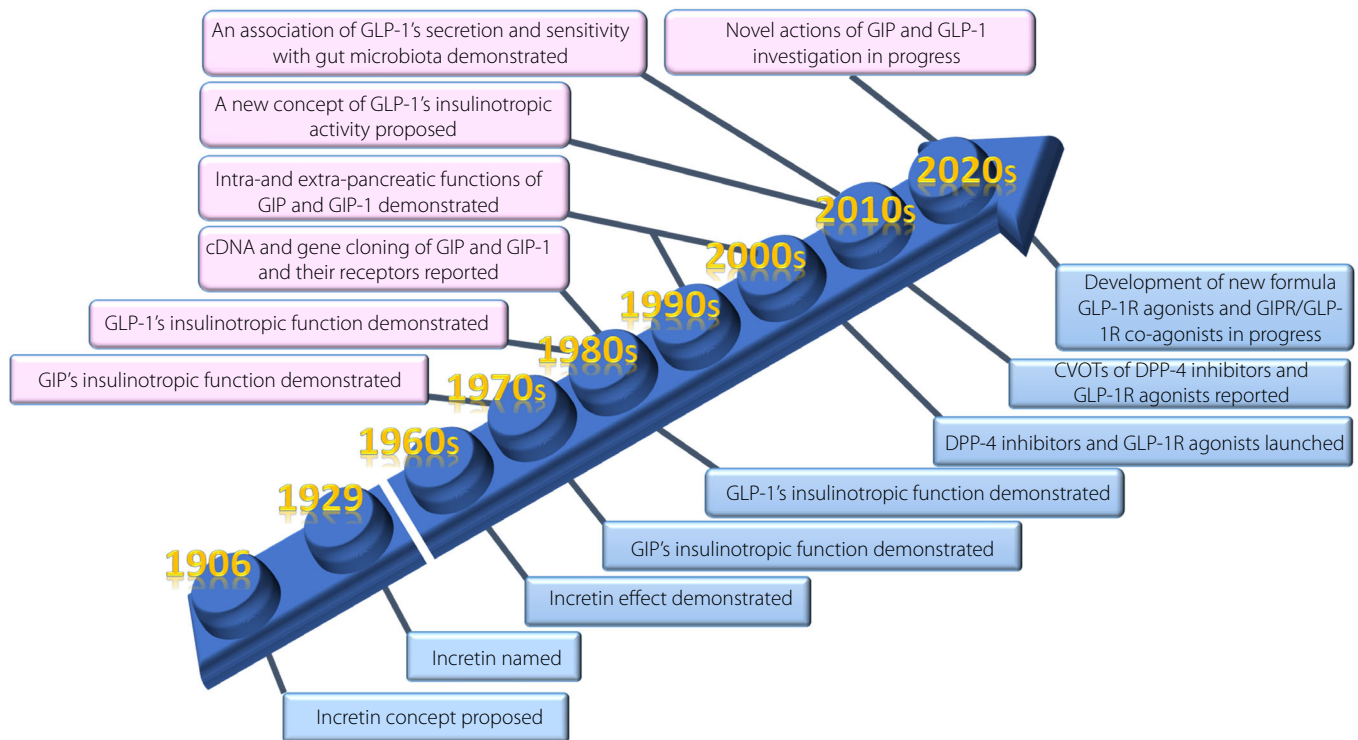 An association of GLP-1's secretion and sensitivity
with gut microbiota demonstrated
Novel actions of GIP and GLP-1
investigation in progress
A new concept of GLP-1's insulinotropic
activity proposed
Intra-and extra-pancreatic functions of
GIP and GIP-1 demonstrated
cDNA and gene cloning of GIP and GIP-1
and their receptors reported
GLP-1's insulinotropic function demonstrated
GIP's insulinotropic function demonstrated
2020s
2010s
2000s
1990s
1980s
1970s
1960s
1929
1906
Development of new formula
GLP-1R agonists and GIPR/GLP-
1R co-agonists in progress
CVOTs of DPP-4 inhibitors and
GLP-1R agonists reported
DPP-4 inhibitors and GLP-1R agonists launched
GLP-1's insulinotropic function demonstrated
GIP's insulinotropic function demonstrated
Incretin effect demonstrated
Incretin named
Incretin concept proposed